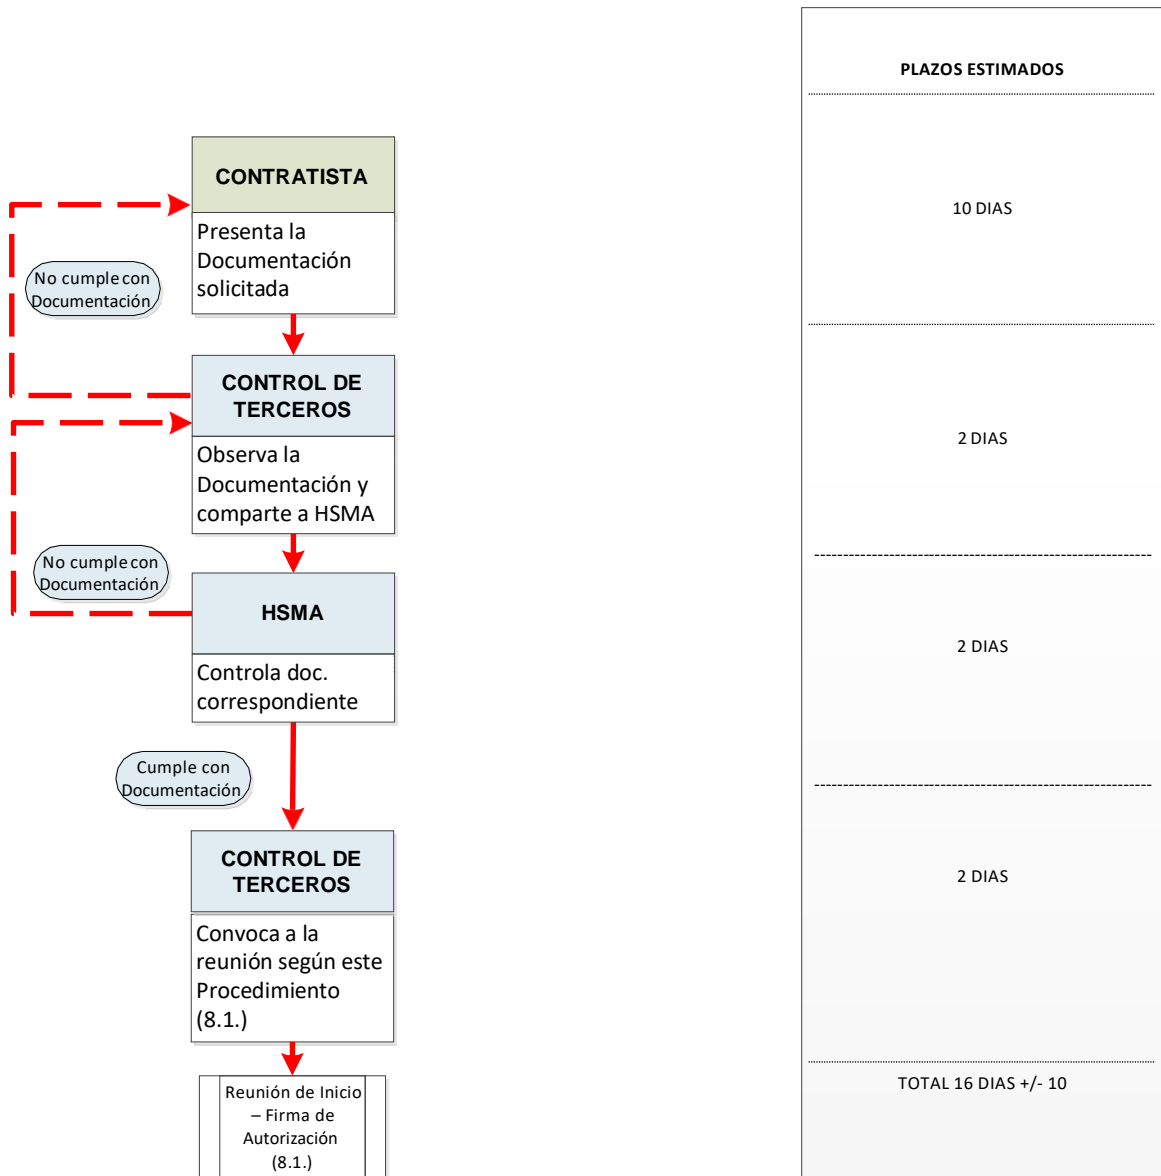 PLAZOS ESTIMADOS
CONTRATISTA
Presenta la
Documentación
solicitada
10 DIAS
No cumple con
Documentación
CONTROL DE
TERCEROS
Observa la
Documentación y
comparte a HSMA
2 DIAS
No cumple con
Documentación
HSMA
Controla doc.
correspondiente
2 DIAS
Cumple con
Documentación
CONTROL DE
TERCEROS
Convoca a la
reunión según este
Procedimiento
(8.1.)
2 DIAS
Reunión de Inicio
– Firma de
Autorización
(8.1.)
TOTAL 16 DIAS +/- 10